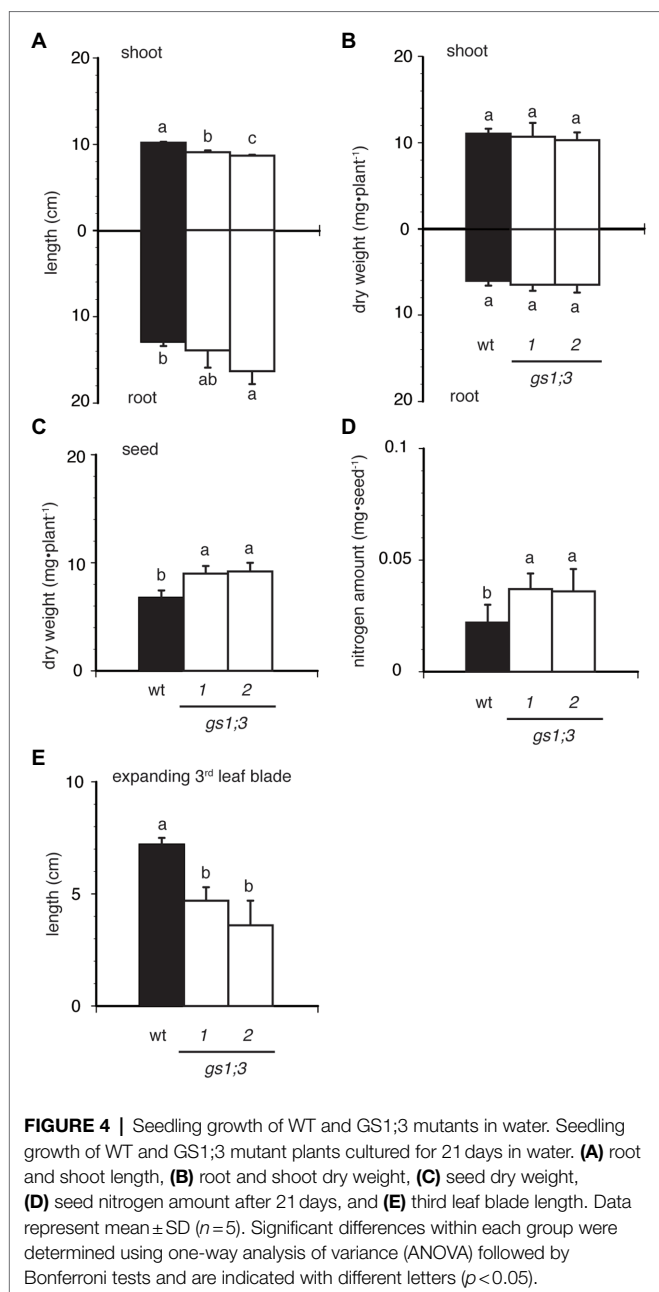 A
shoot
20
a
b
c
10
length (cm)
0
10
b
ab
a
20
root
B
shoot
20
a
a
a
10
dry weight (mg•plant-1)
0
a
a
a
10
wt
1
2
gs1;3
20
root
C
seed
20
dry weight (mg•plant-1)
a
a
10
b
0
wt
1
2
gs1;3
D
0.1
nitrogen amount (mg•seed-1)
a
a
0.05
b
0
wt
1
2
gs1;3
E
expanding 3rd leaf blade
10
a
length (cm)
b
b
5
0
wt
1
2
gs1;3
FIGURE 4 | Seedling growth of WT and GS1;3 mutants in water. Seedling
growth of WT and GS1;3 mutant plants cultured for 21 days in water. (A) root
and shoot length, (B) root and shoot dry weight, (C) seed dry weight,
(D) seed nitrogen amount after 21 days, and (E) third leaf blade length. Data
represent mean ± SD (n = 5). Significant differences within each group were
determined using one-way analysis of variance (ANOVA) followed by
Bonferroni tests and are indicated with different letters (p < 0.05).